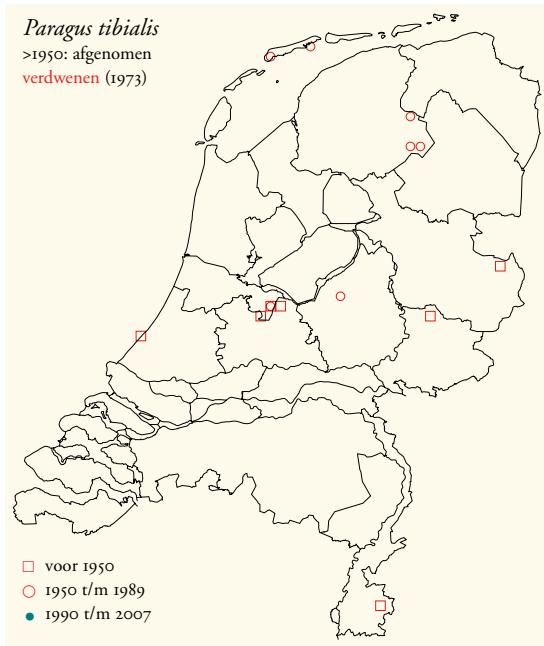 Paragus tibialis
>1950: afgenomen
verdwenen (1973)
voor 1950
1950 t/m 1989
1990 t/m 2007